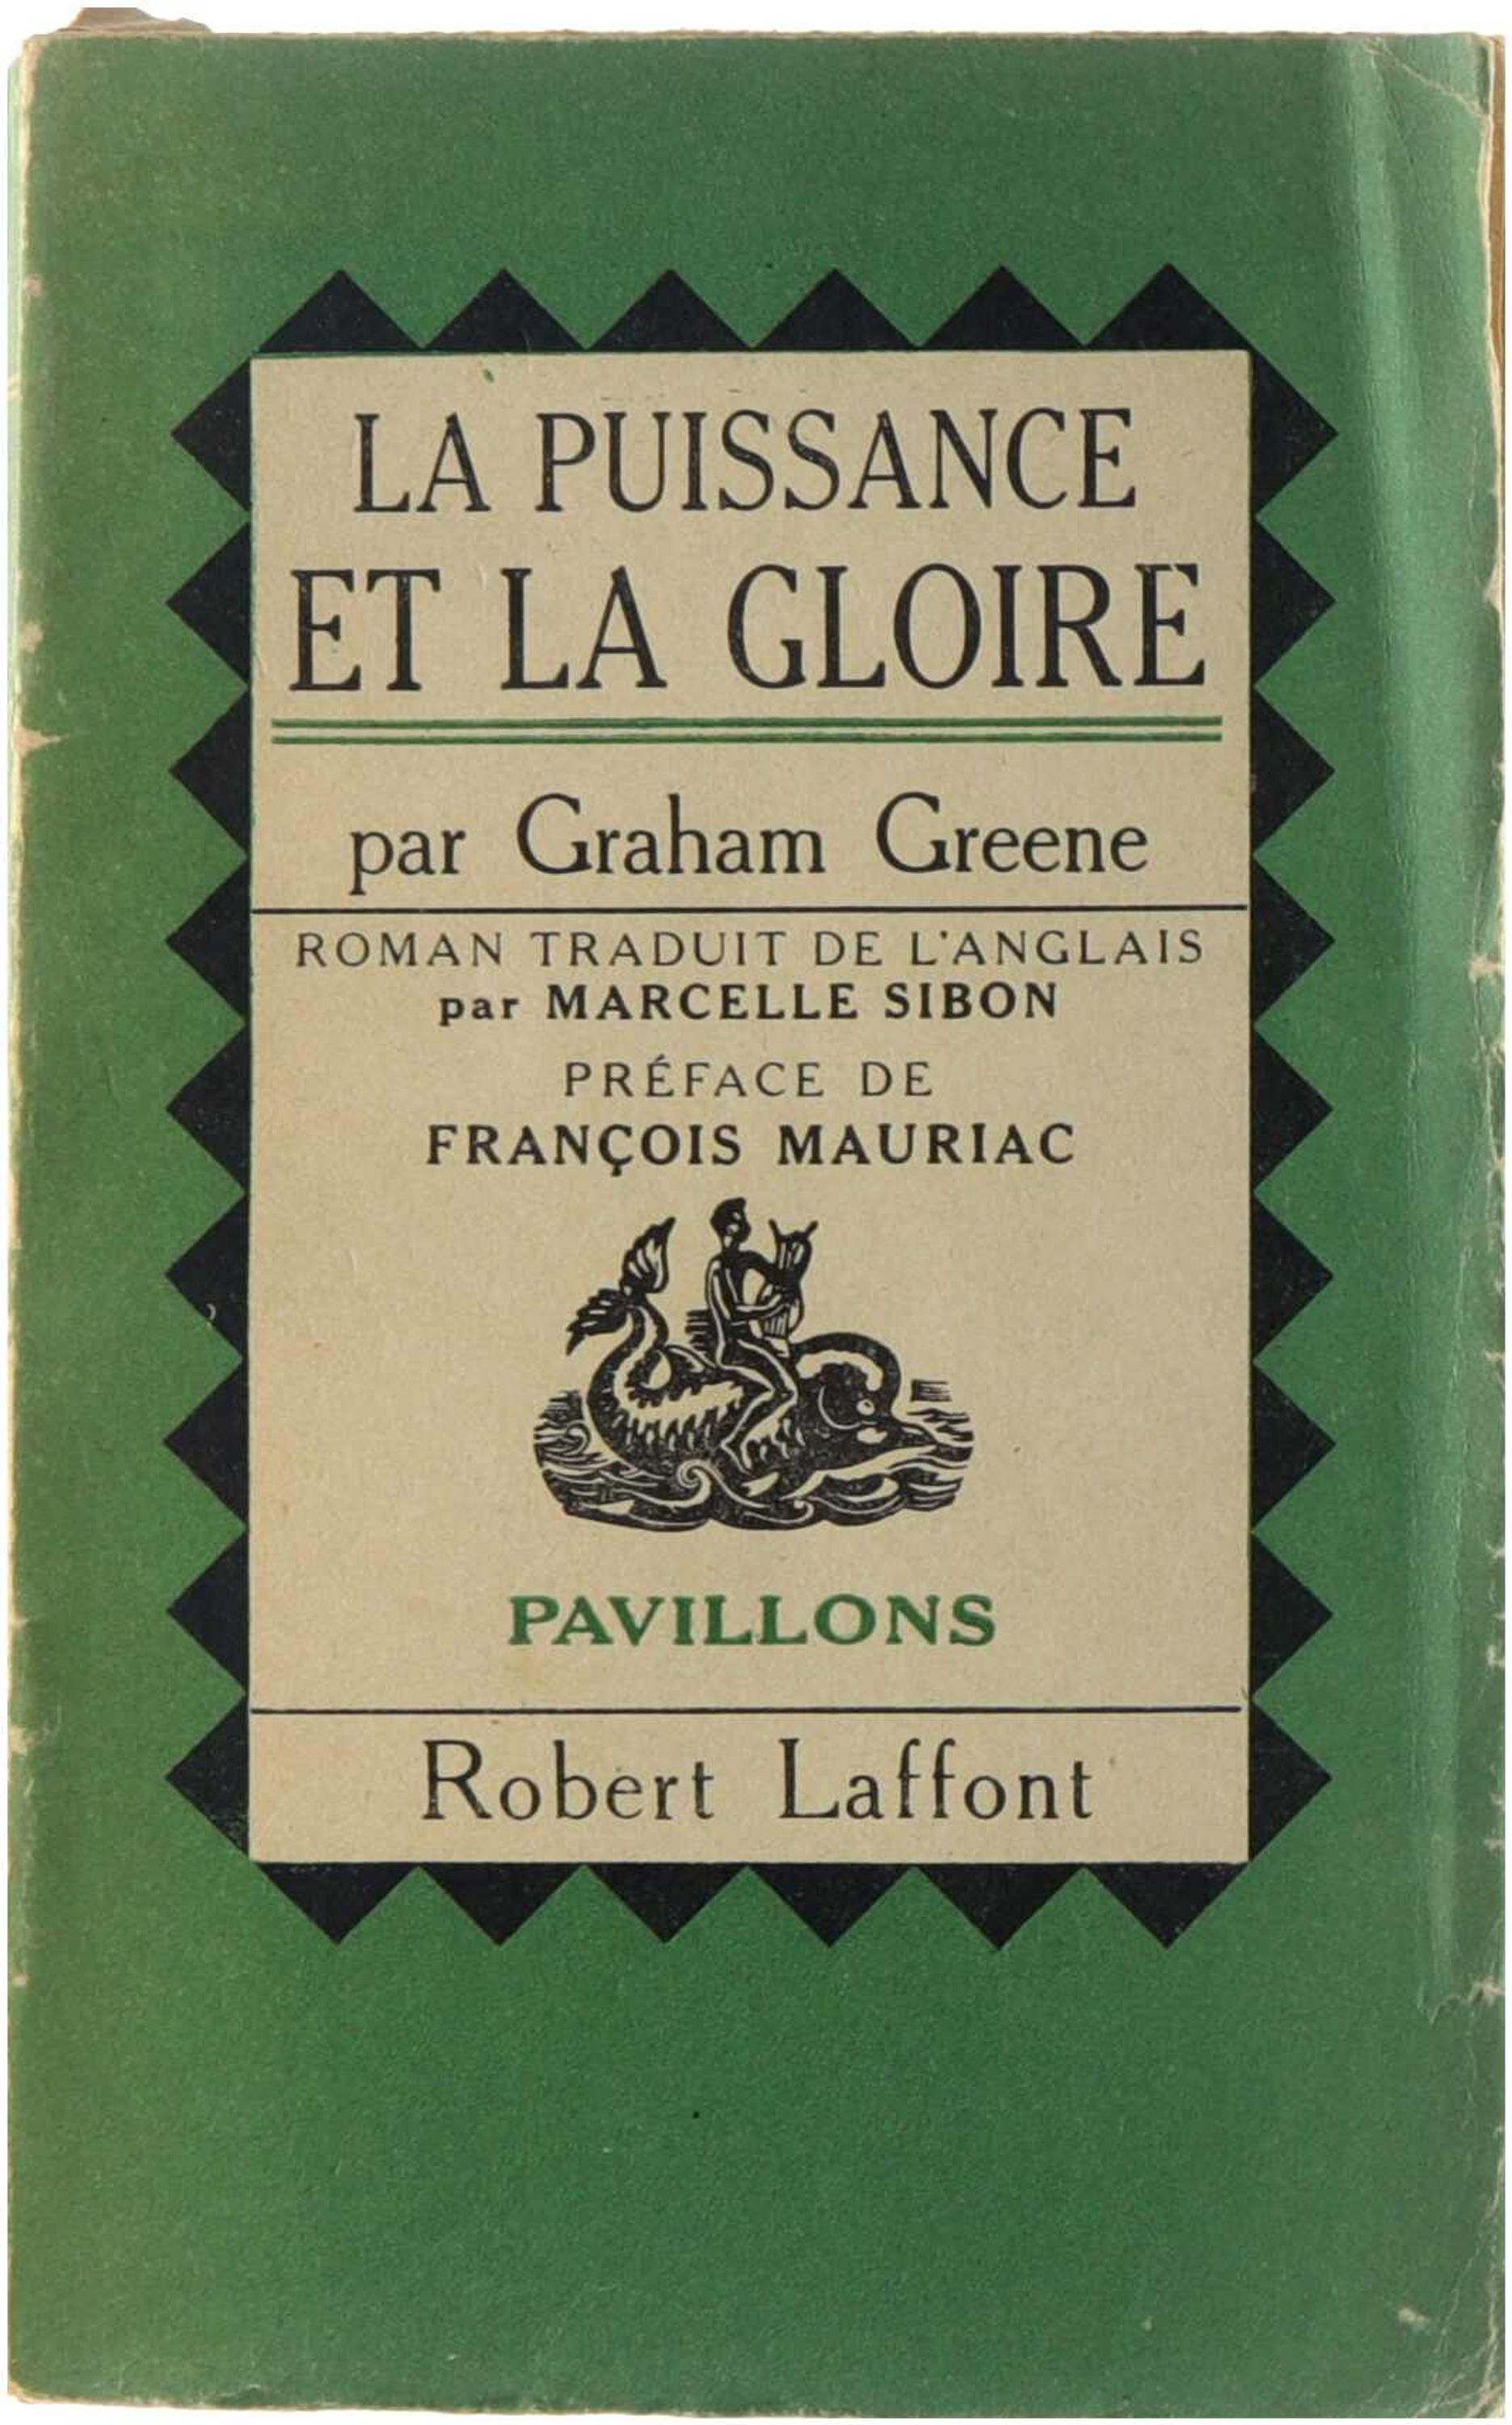 LA PUISSANCE
ET LA GLOIRE
par Graham Greene
ROMAN TRADUIT DE L'ANGLAIS
par MARCELLE SIBON
PRÉFACE DE
FRANÇOIS MAURIAC
PAVILLONS
Robert Laffont